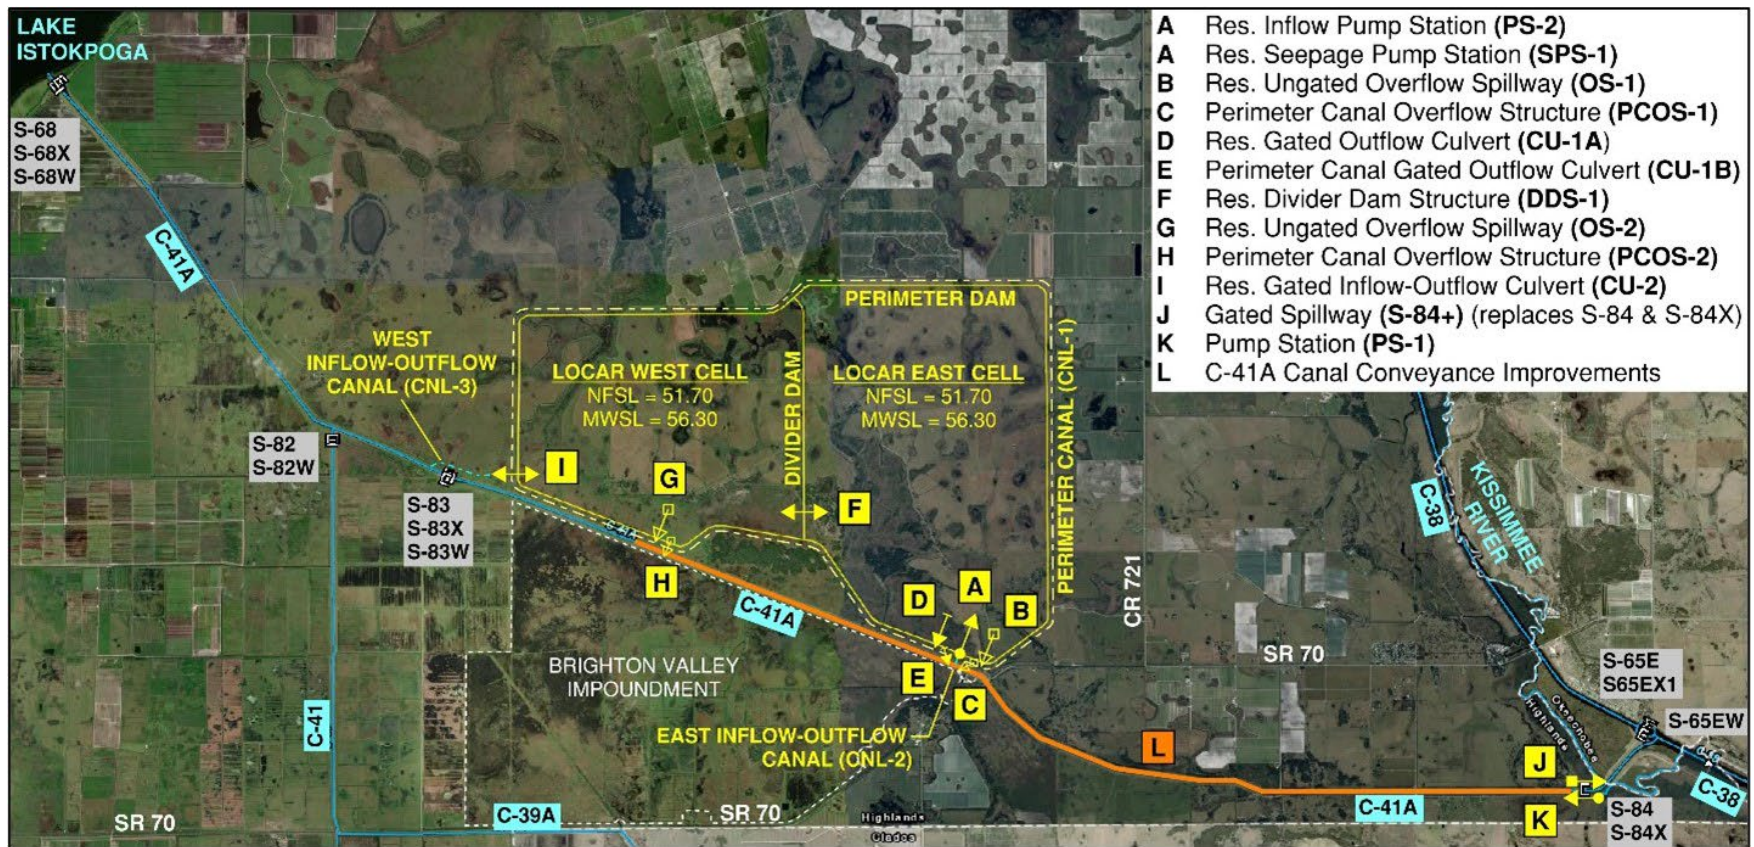 LAKE
ISTOKPOGA
S-68
S-68X
S-68W
C-41A
WEST
INFLOW-OUTFLOW
CANAL (CNL-3)
S-82
S-82W
S-83
S-83X
S-83W
C-41
SR 70
C-39A
SR 70
PERIMETER DAM
LOCAR WEST CELL
NFSL = 51.70
MWSL = 56.30
DIVIDER DAM
LOCAR EAST CELL
NFSL = 51.70
MWSL = 56.30
PERIMETER CANAL (CNL-1)
I
G
F
H
D
A
B
E
C
C-41A
C-41A
BRIGHTON VALLEY
IMPOUNDMENT
EAST INFLOW-OUTFLOW
CANAL (CNL-2)
Highlands
Glades
CR 721
SR 70
L
C-41A
C-38
KISSIMMEE
RIVER
S-65E
S65EX1
S-65EW
Okeechobee
Highlands
J
K
S-84
S-84X
C-38
A Res. Inflow Pump Station (PS-2)
A Res. Seepage Pump Station (SPS-1)
B Res. Ungated Overflow Spillway (OS-1)
C Perimeter Canal Overflow Structure (PCOS-1)
D Res. Gated Outflow Culvert (CU-1A)
E Perimeter Canal Gated Outflow Culvert (CU-1B)
F Res. Divider Dam Structure (DDS-1)
G Res. Ungated Overflow Spillway (OS-2)
H Perimeter Canal Overflow Structure (PCOS-2)
I Res. Gated Inflow-Outflow Culvert (CU-2)
J Gated Spillway (S-84+) (replaces S-84 & S-84X)
K Pump Station (PS-1)
L C-41A Canal Conveyance Improvements